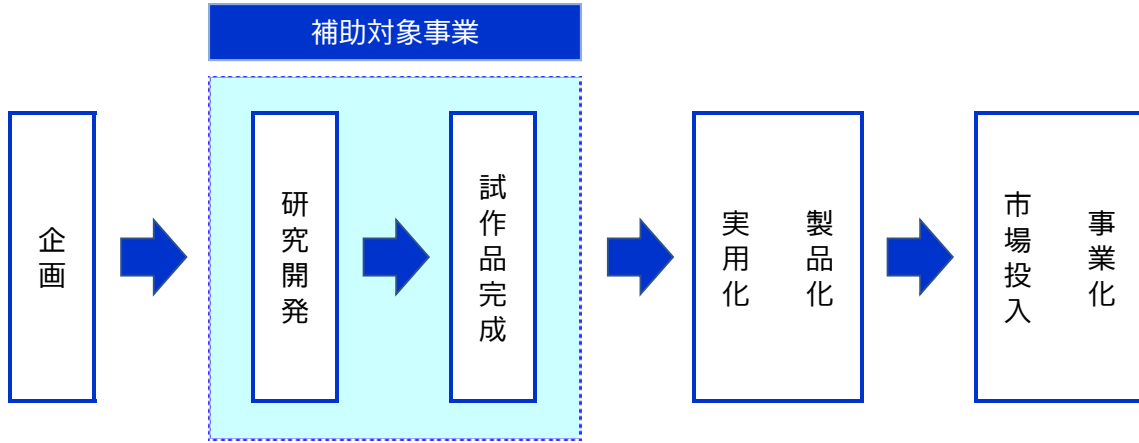 補助対象事業
企画
研究開発
試作品完成
製品化
実用化
事業化
市場投入